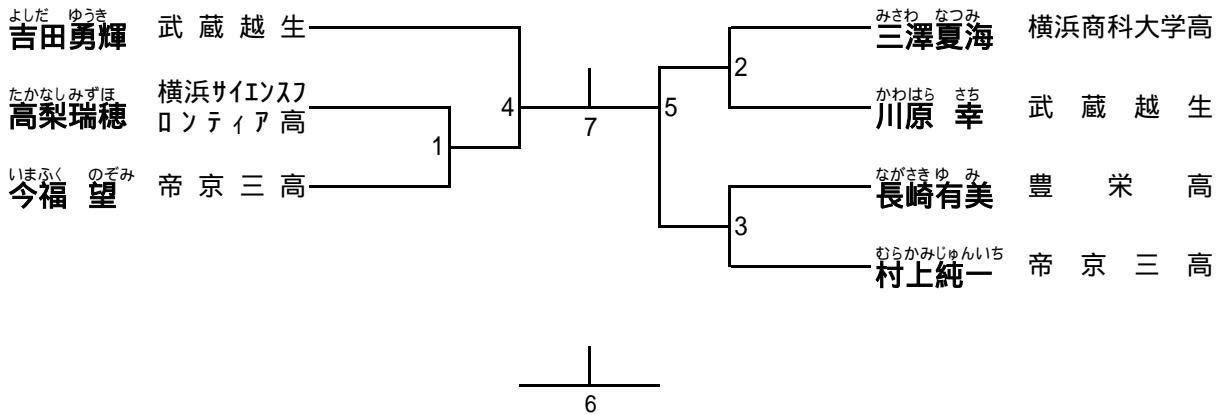 よしだ ゆうき
吉田勇輝 武蔵越生
たかなしみずほ
高梨瑞穂 横浜サイエンスフ
ロンティア高
いまふく のぞみ
今福 望 帝京三高
1
4
7
5
2
3
みさわ なつみ
三澤夏海 横浜商科大学高
かわはら さち
川原 幸 武蔵越生
ながさき ゆ み
長崎有美 豊栄高
むらかみじゅんいち
村上純一 帝京三高
6